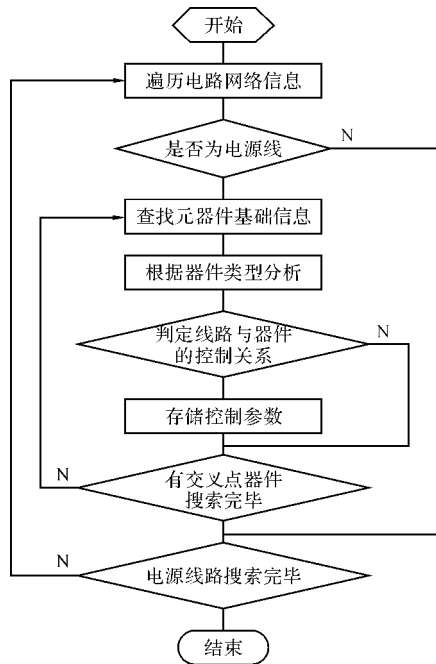 开始
遍历电路网络信息
是否为电源线
N
查找元器件基础信息
根据器件类型分析
判定线路与器件
的控制关系
N
存储控制参数
有交叉点器件
搜索完毕
N
电源线路搜索完毕
N
结束